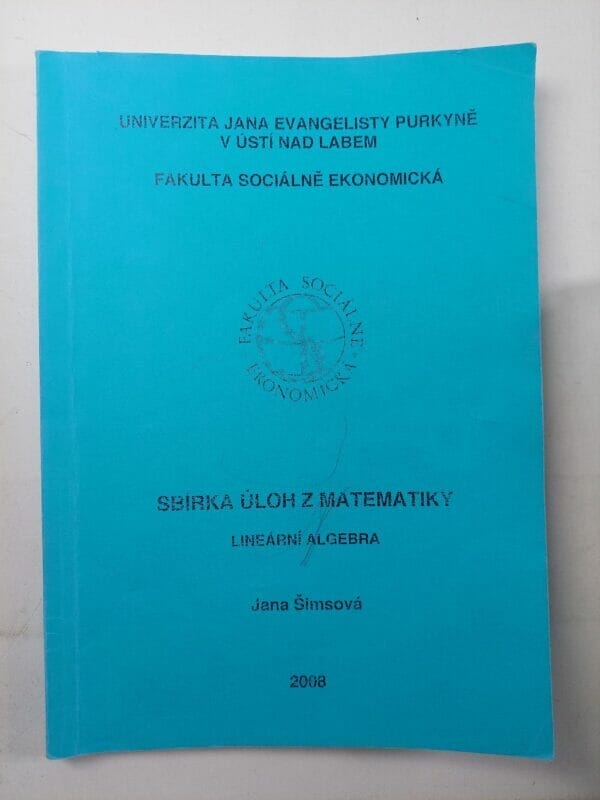 UNIVERZITA JANA EVANGELISTY PURKYNĚ
V ÚSTÍ NAD LABEM
FAKULTA SOCIÁLNĚ EKONOMICKÁ
FAKULTA SOCIÁLNĚ
EKONOMICKÁ
SBÍRKA ÚLOH Z MATEMATIKY
LINEÁRNÍ ALGEBRA
Jana Šimsová
2008